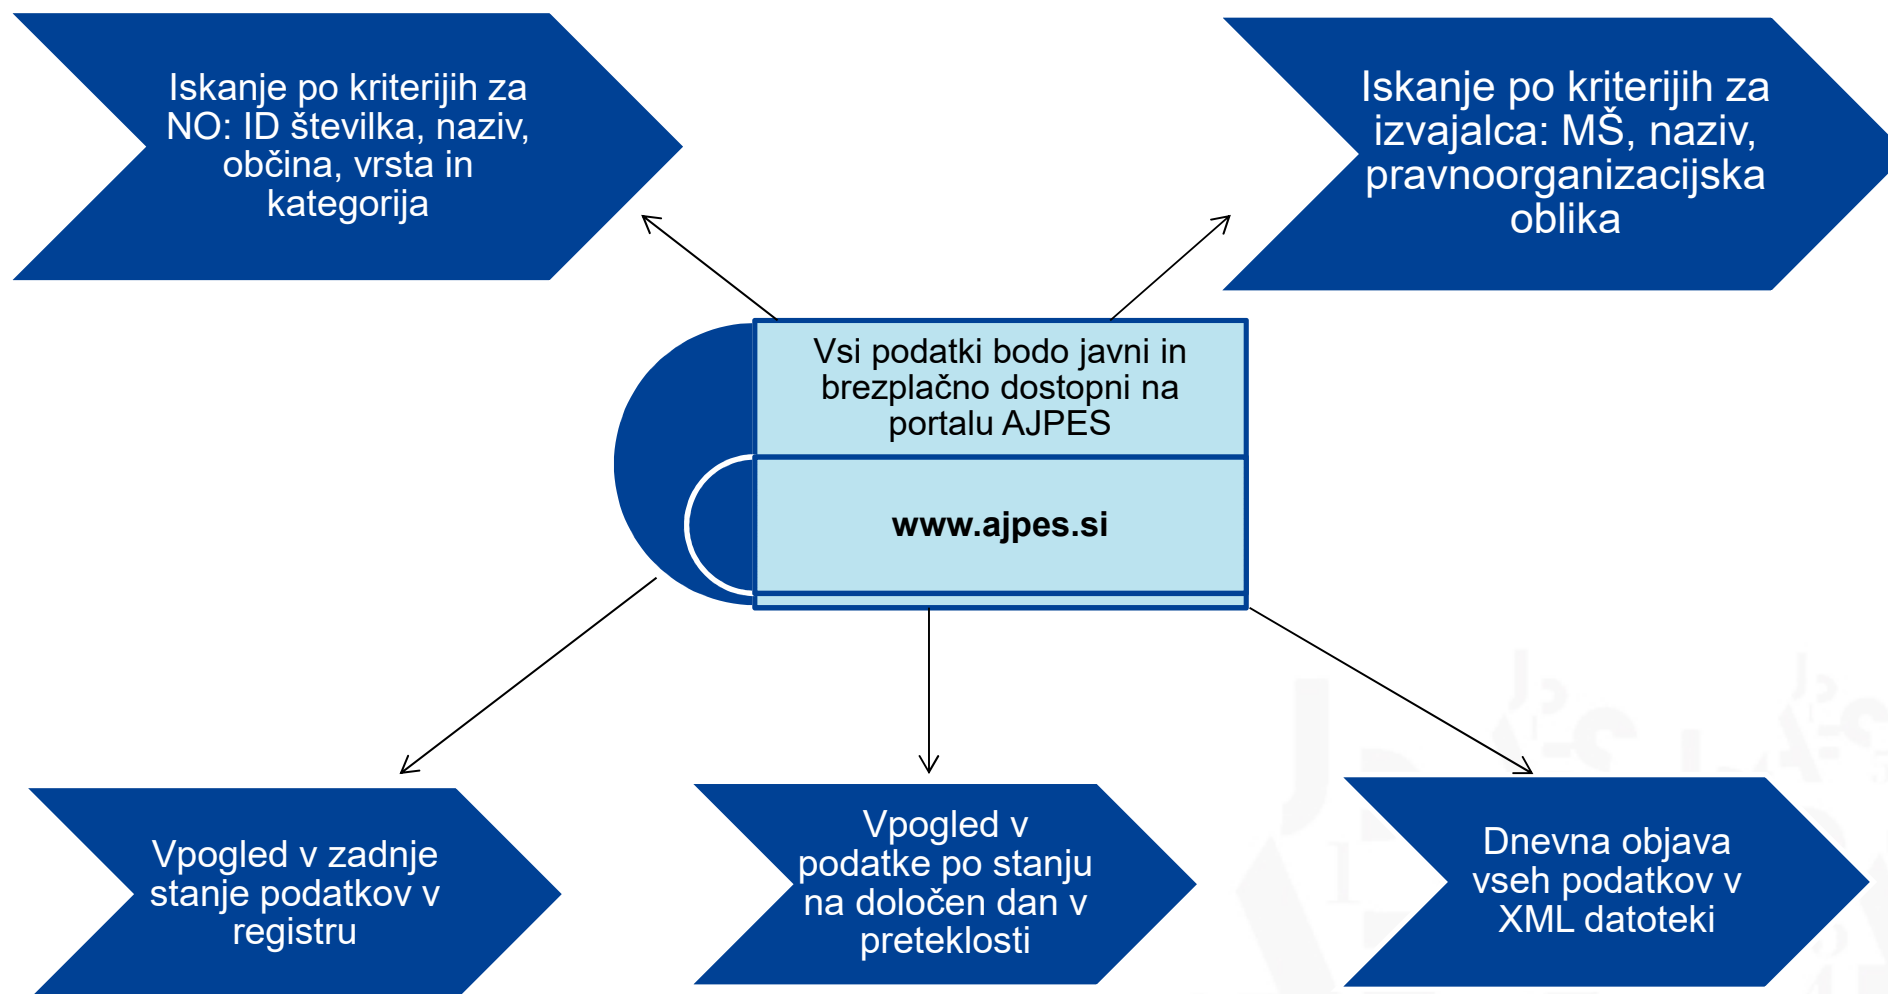 Iskanje po kriterijih za
NO: ID številka, naziv,
občina, vrsta in
kategorija
Iskanje po kriterijih za
izvajalca: MŠ, naziv,
pravnoorganizacijska
oblika
Vsi podatki bodo javni in
brezplačno dostopni na
portalu AJPES
www.ajpes.si
Vpogled v zadnje
stanje podatkov v
registru
Vpogled v
podatke po stanju
na določen dan v
preteklosti
Dnevna objava
vseh podatkov v
XML datoteki